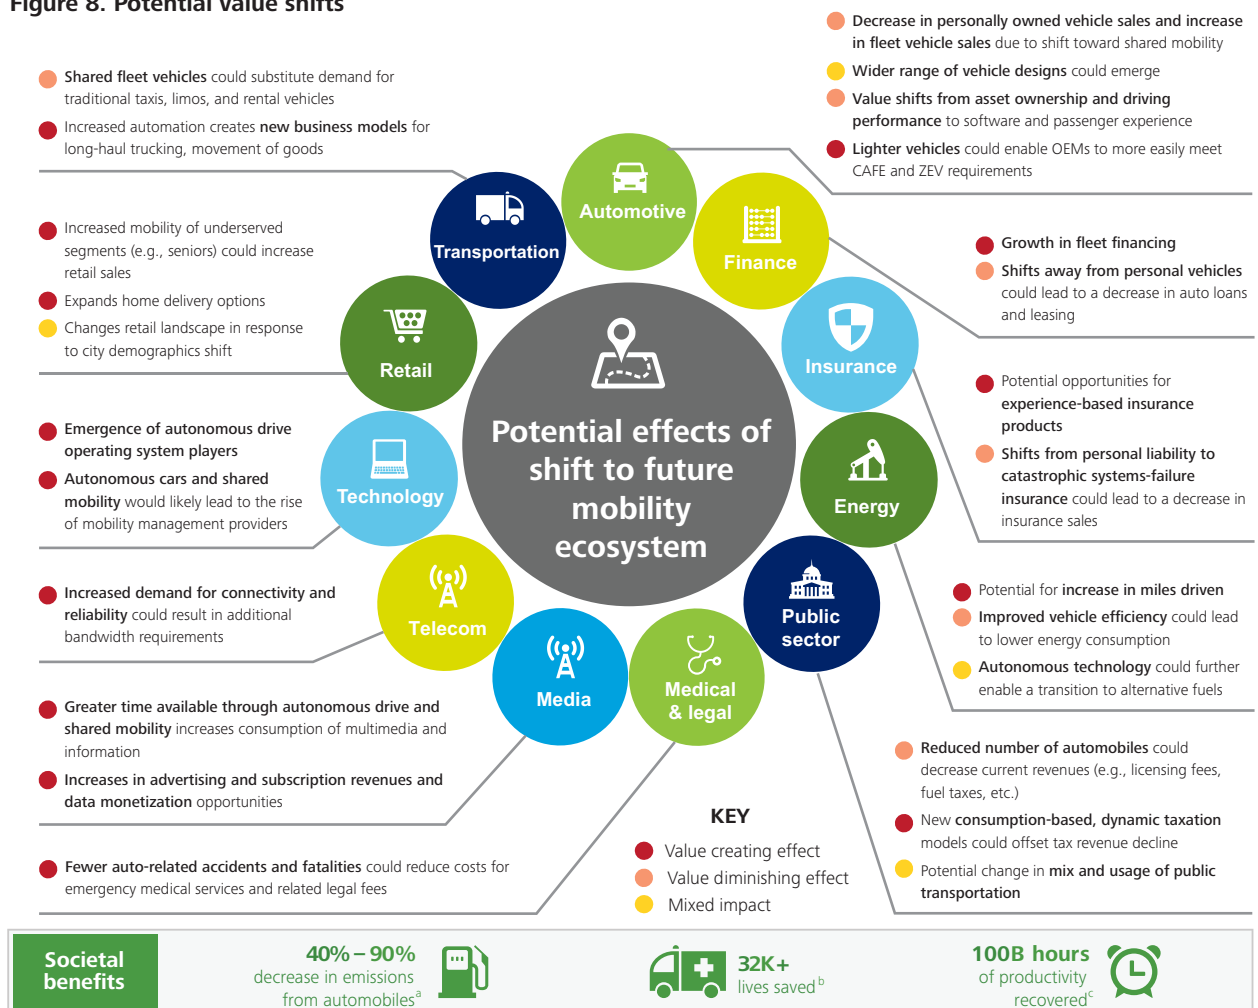 Figure 8. Potential value shifts
Shared fleet vehicles could substitute demand for
traditional taxis, limos, and rental vehicles
Increased automation creates new business models for
long-haul trucking, movement of goods
Increased mobility of underserved
segments (e.g., seniors) could increase
retail sales
Expands home delivery options
Changes retail landscape in response
to city demographics shift
Emergence of autonomous drive
operating system players
Autonomous cars and shared
mobility would likely lead to the rise
of mobility management providers
Increased demand for connectivity and
reliability could result in additional
bandwidth requirements
Greater time available through autonomous drive and
shared mobility increases consumption of multimedia and
information
Increases in advertising and subscription revenues and
data monetization opportunities
Fewer auto-related accidents and fatalities could reduce costs for
emergency medical services and related legal fees
Decrease in personally owned vehicle sales and increase
in fleet vehicle sales due to shift toward shared mobility
Wider range of vehicle designs could emerge
Value shifts from asset ownership and driving
performance to software and passenger experience
Lighter vehicles could enable OEMs to more easily meet
CAFE and ZEV requirements
Growth in fleet financing
Shifts away from personal vehicles
could lead to a decrease in auto loans
and leasing
Potential opportunities for
experience-based insurance
products
Shifts from personal liability to
catastrophic systems-failure
insurance could lead to a decrease in
insurance sales
Potential for increase in miles driven
Improved vehicle efficiency could lead
to lower energy consumption
Autonomous technology could further
enable a transition to alternative fuels
Reduced number of automobiles could
decrease current revenues (e.g., licensing fees,
fuel taxes, etc.)
New consumption-based, dynamic taxation
models could offset tax revenue decline
Potential change in mix and usage of public
transportation
Automotive
Finance
Insurance
Energy
Public
sector
Medical
& legal
Media
Telecom
Technology
Retail
Transportation
Potential effects of
shift to future
mobility
ecosystem
KEY
Value creating effect
Value diminishing effect
Mixed impact
Societal
benefits
40%–90%
decrease in emissions
from automobiles^a
32K+
lives saved^b
100B hours
of productivity
recovered^c